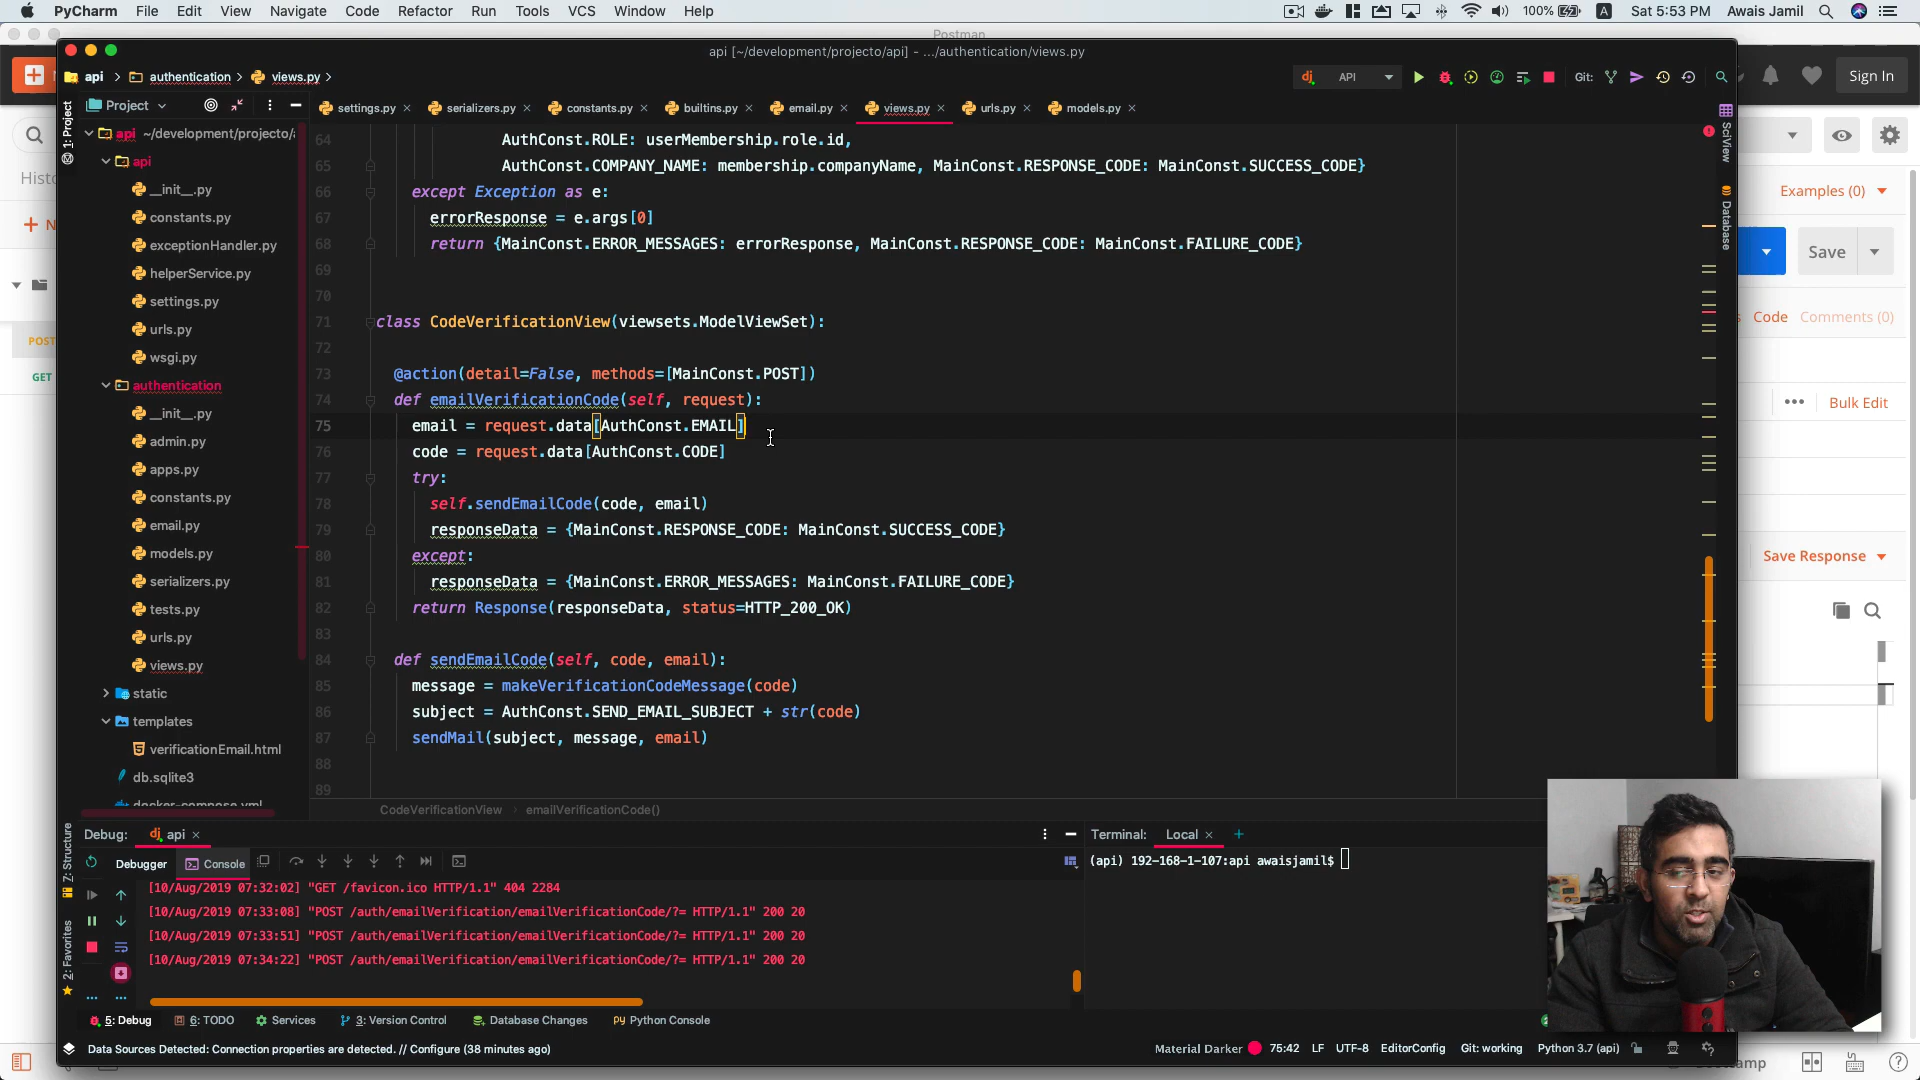 PyCharm File Edit View Navigate Code Refactor Run Tools VCS Window Help
100% A Sat 5:53 PM Awais Jamil
Postman
api [~/development/projecto/api] - .../authentication/views.py
api > authentication > views.py >
API
Git:
Sign In
1: Project
Project
settings.py
serializers.py
constants.py
builtins.py
email.py
views.py
urls.py
models.py
SciView
Database
api ~/development/projecto/a
api
__init__.py
constants.py
exceptionHandler.py
helperService.py
settings.py
urls.py
wsgi.py
authentication
__init__.py
admin.py
apps.py
constants.py
email.py
models.py
serializers.py
tests.py
urls.py
views.py
static
templates
verificationEmail.html
db.sqlite3
docker-compose.yml
64 AuthConst.ROLE: userMembership.role.id,
65 AuthConst.COMPANY_NAME: membership.companyName, MainConst.RESPONSE_CODE: MainConst.SUCCESS_CODE}
66 except Exception as e:
67 errorResponse = e.args[0]
68 return {MainConst.ERROR_MESSAGES: errorResponse, MainConst.RESPONSE_CODE: MainConst.FAILURE_CODE}
69
70
71 class CodeVerificationView(viewsets.ModelViewSet):
72
73 @action(detail=False, methods=[MainConst.POST])
74 def emailVerificationCode(self, request):
75 email = request.data[AuthConst.EMAIL]
76 code = request.data[AuthConst.CODE]
77 try:
78 self.sendEmailCode(code, email)
79 responseData = {MainConst.RESPONSE_CODE: MainConst.SUCCESS_CODE}
80 except:
81 responseData = {MainConst.ERROR_MESSAGES: MainConst.FAILURE_CODE}
82 return Response(responseData, status=HTTP_200_OK)
83
84 def sendEmailCode(self, code, email):
85 message = makeVerificationCodeMessage(code)
86 subject = AuthConst.SEND_EMAIL_SUBJECT + str(code)
87 sendMail(subject, message, email)
88
89
CodeVerificationView > emailVerificationCode()
Histo
N
POST
GET
Examples (0)
Save
s Code Comments (0)
Bulk Edit
Save Response
Z: Structure
2: Favorites
Debug: api
Debugger Console
[10/Aug/2019 07:32:02] "GET /favicon.ico HTTP/1.1" 404 2284
[10/Aug/2019 07:33:08] "POST /auth/emailVerification/emailVerificationCode/?= HTTP/1.1" 200 20
[10/Aug/2019 07:33:51] "POST /auth/emailVerification/emailVerificationCode/?= HTTP/1.1" 200 20
[10/Aug/2019 07:34:22] "POST /auth/emailVerification/emailVerificationCode/?= HTTP/1.1" 200 20
Terminal: Local +
(api) 192-168-1-107:api awaisjamil$
5: Debug 6: TODO Services 3: Version Control Database Changes Python Console
Data Sources Detected: Connection properties are detected. // Configure (38 minutes ago)
Material Darker 75:42 LF UTF-8 EditorConfig Git: working Python 3.7 (api)